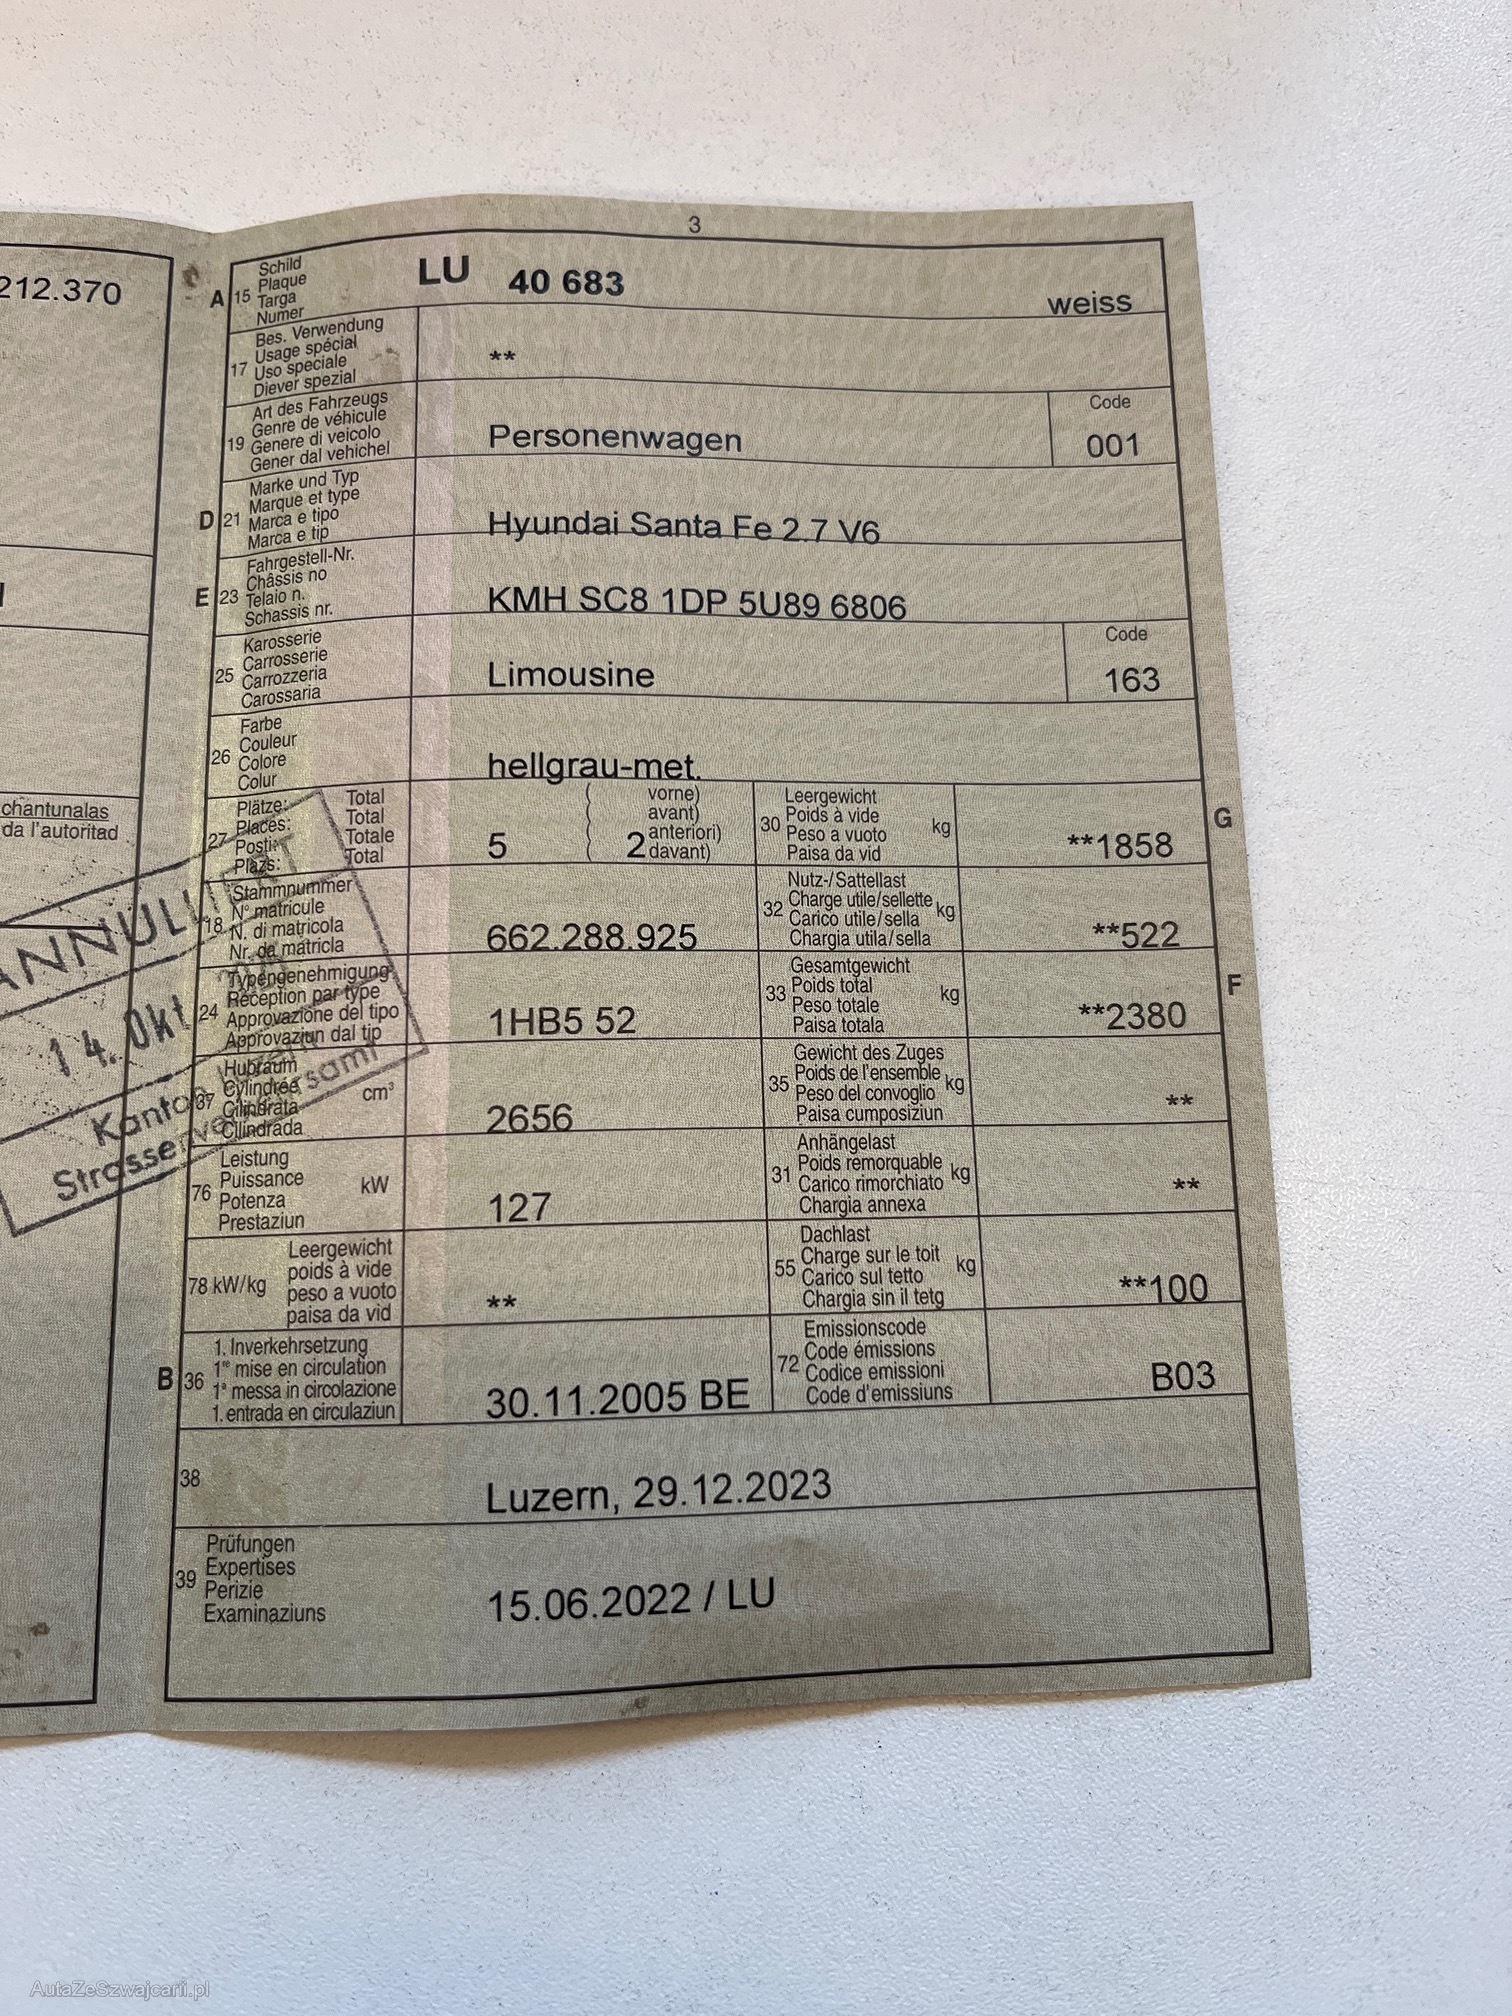 3
212.370
chantunalas
da l'autoritad
ANNULLIERT
14. Okt
Kanton Luzern
Strassenverkehrsamt
A 15 Schild
Plaque
Targa
Numer
LU 40 683 weiss
17 Bes. Verwendung
Usage spécial
Uso speciale
Diever spezial
**
19 Art des Fahrzeugs
Genre de véhicule
Genere di veicolo
Gener dal vehichel
Personenwagen
Code
001
D 21 Marke und Typ
Marque et type
Marca e tipo
Marca e tip
Hyundai Santa Fe 2.7 V6
E 23 Fahrgestell-Nr.
Châssis no
Telaio n.
Schassis nr.
KMH SC8 1DP 5U89 6806
25 Karosserie
Carrosserie
Carrozzeria
Carossaria
Limousine
Code
163
26 Farbe
Couleur
Colore
Colur
hellgrau-met.
27 Plätze: Total
Places: Total
Posti: Totale
Plazs: Total
5
( vorne)
avant)
anteriori)
( 2 davant)
30 Leergewicht
Poids à vide
Peso a vuoto
Paisa da vid
kg
**1858
G
18 Stammnummer
N° matricule
N. di matricola
Nr. da matricla
662.288.925
32 Nutz-/Sattellast
Charge utile/sellette
Carico utile/sella
Chargia utila/sella
kg
**522
24 Typengenehmigung
Réception par type
Approvazione del tipo
Approvaziun dal tip
1HB5 52
33 Gesamtgewicht
Poids total
Peso totale
Paisa totala
kg
**2380
F
37 Hubraum
Cylindrée
Cilindrata
Cilindrada
cm³
2656
35 Gewicht des Zuges
Poids de l'ensemble
Peso del convoglio
Paisa cumposiziun
kg
**
76 Leistung
Puissance
Potenza
Prestaziun
kW
127
31 Anhängelast
Poids remorquable
Carico rimorchiato
Chargia annexa
kg
**
78 kW/kg
Leergewicht
poids à vide
peso a vuoto
paisa da vid
**
55 Dachlast
Charge sur le toit
Carico sul tetto
Chargia sin il tetg
kg
**100
B 36 1. Inverkehrsetzung
1re mise en circulation
1a messa in circolazione
1. entrada en circulaziun
30.11.2005 BE
72 Emissionscode
Code émissions
Codice emissioni
Code d'emissiuns
B03
38
Luzern, 29.12.2023
39 Prüfungen
Expertises
Perizie
Examinaziuns
15.06.2022 / LU
AutaZeSzwajcarii.pl